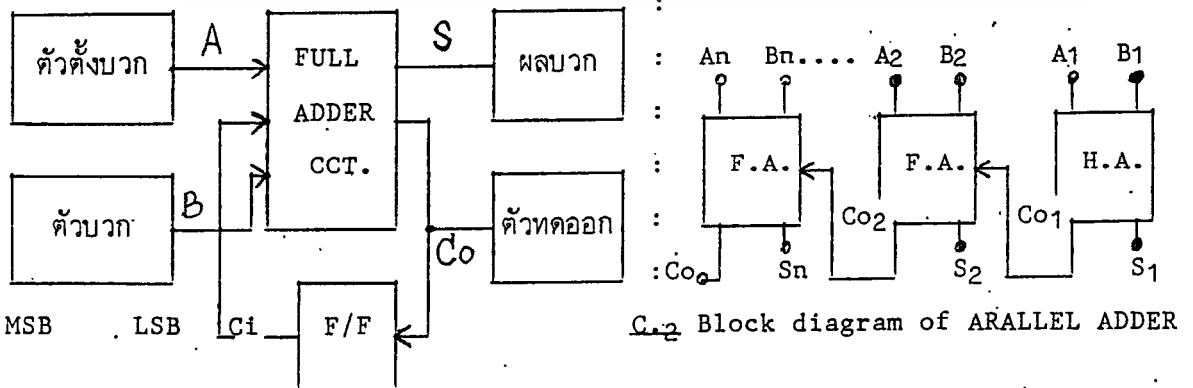 ตัวตั้งบวก
A
FULL
ADDER
CCT.
S
ผลบวก
ตัวบวก
B
Co
ตัวทดออก
MSB LSB Ci
F/F
: An Bn.... A2 B2 A1 B1
:
: F.A. F.A. H.A.
: Co2 Co1
:Co Sn S2 S1
C.2 Block diagram of ARALLEL ADDER